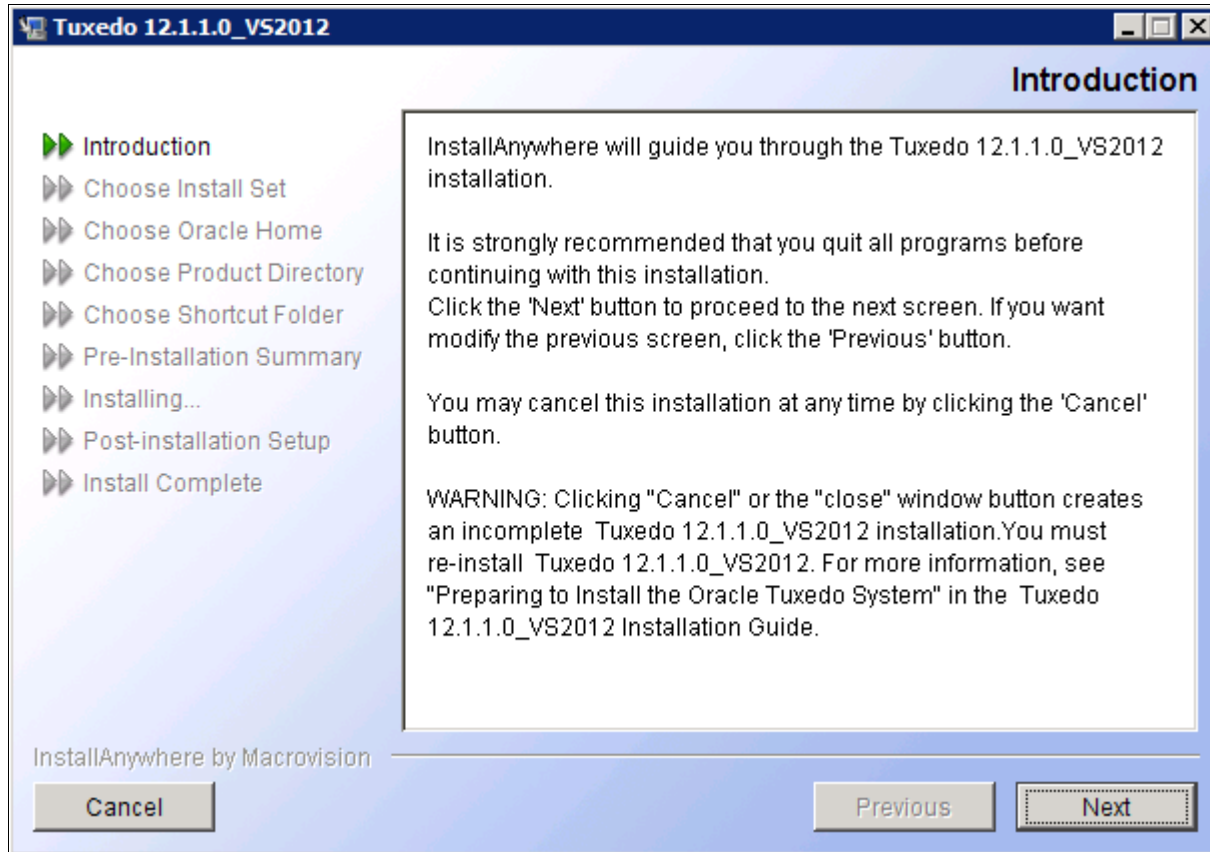 Tuxedo 12.1.1.0_VS2012
Introduction
Introduction
Choose Install Set
Choose Oracle Home
Choose Product Directory
Choose Shortcut Folder
Pre-Installation Summary
Installing...
Post-installation Setup
Install Complete
InstallAnywhere will guide you through the Tuxedo 12.1.1.0_VS2012
installation.
It is strongly recommended that you quit all programs before
continuing with this installation.
Click the 'Next' button to proceed to the next screen. If you want
modify the previous screen, click the 'Previous' button.
You may cancel this installation at any time by clicking the 'Cancel'
button.
WARNING: Clicking "Cancel" or the "close" window button creates
an incomplete  Tuxedo 12.1.1.0_VS2012 installation.You must
re-install  Tuxedo 12.1.1.0_VS2012. For more information, see
"Preparing to Install the Oracle Tuxedo System" in the  Tuxedo
12.1.1.0_VS2012 Installation Guide.
InstallAnywhere by Macrovision
Cancel
Previous
Next